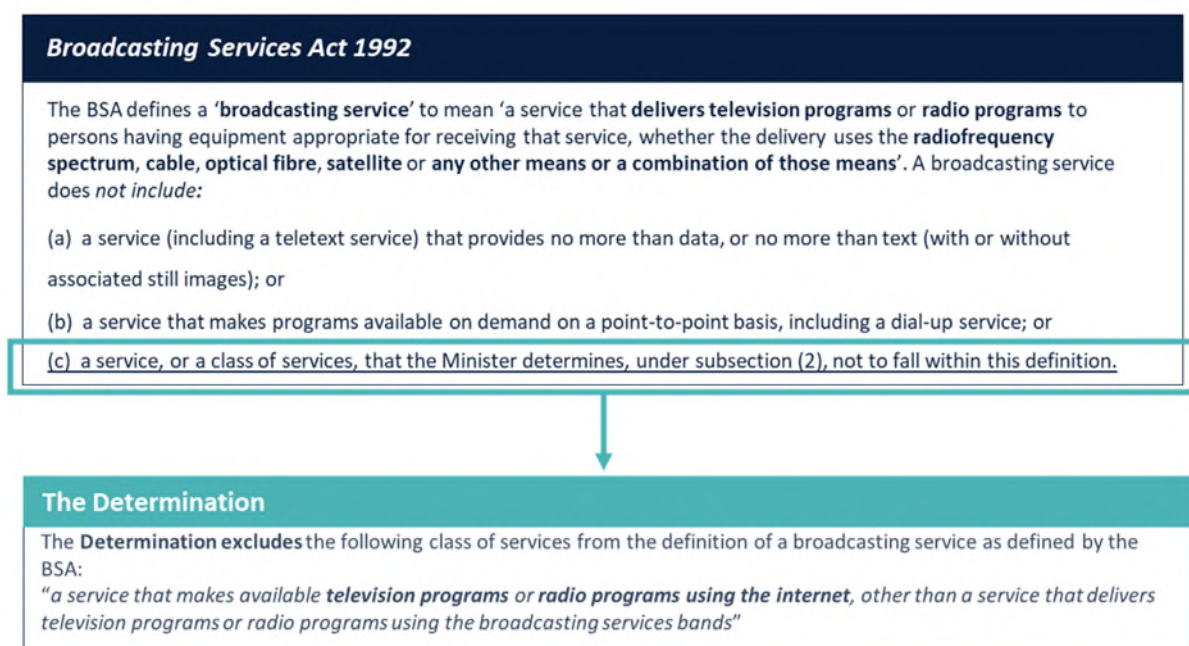 Broadcasting Services Act 1992
The BSA defines a ‘broadcasting service’ to mean ‘a service that delivers television programs or radio programs to
persons having equipment appropriate for receiving that service, whether the delivery uses the radiofrequency
spectrum, cable, optical fibre, satellite or any other means or a combination of those means’. A broadcasting service
does not include:
(a) a service (including a teletext service) that provides no more than data, or no more than text (with or without
associated still images); or
(b) a service that makes programs available on demand on a point-to-point basis, including a dial-up service; or
(c) a service, or a class of services, that the Minister determines, under subsection (2), not to fall within this definition.
The Determination
The Determination excludes the following class of services from the definition of a broadcasting service as defined by the
BSA:
“a service that makes available television programs or radio programs using the internet, other than a service that delivers
television programs or radio programs using the broadcasting services bands”